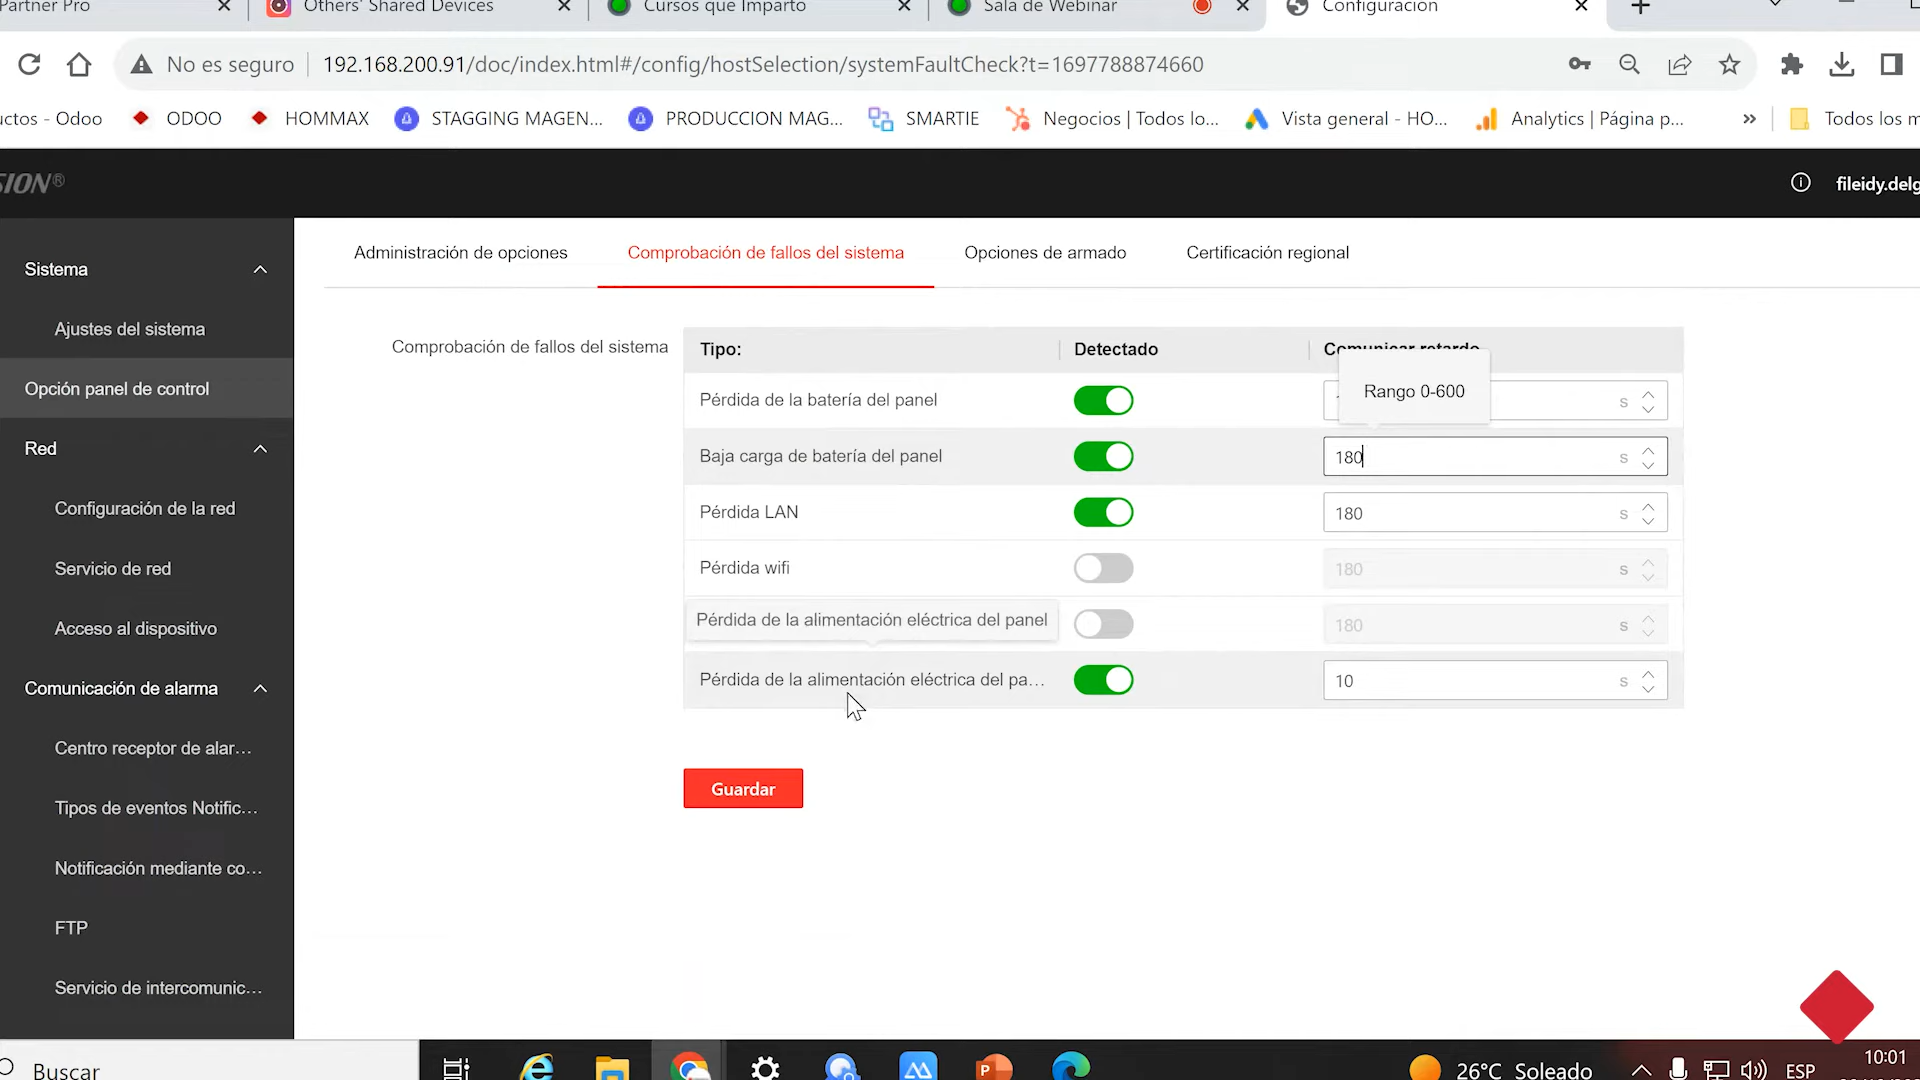 Partner Pro
Others' Shared Devices
Cursos que Imparto
Sala de Webinar
Configuración
No es seguro
192.168.200.91/doc/index.html#/config/hostSelection/systemFaultCheck?t=1697788874660
uctos - Odoo
ODOO
HOMMAX
STAGGING MAGEN...
PRODUCCION MAG...
SMARTIE
Negocios | Todos lo...
Vista general - HO...
Analytics | Página p...
»
Todos los m
SION®
fileidy.delg
Sistema
Ajustes del sistema
Opción panel de control
Red
Configuración de la red
Servicio de red
Acceso al dispositivo
Comunicación de alarma
Centro receptor de alar...
Tipos de eventos Notific...
Notificación mediante co...
FTP
Servicio de intercomunic...
Administración de opciones
Comprobación de fallos del sistema
Opciones de armado
Certificación regional
Comprobación de fallos del sistema
Tipo:
Detectado
Comunicar retardo
Rango 0-600
Pérdida de la batería del panel
s
Baja carga de batería del panel
180
s
Pérdida LAN
180
s
Pérdida wifi
180
s
Pérdida de la alimentación eléctrica del panel
180
s
Pérdida de la alimentación eléctrica del pa...
10
s
Guardar
Buscar
26°C Soleado
ESP
10:01